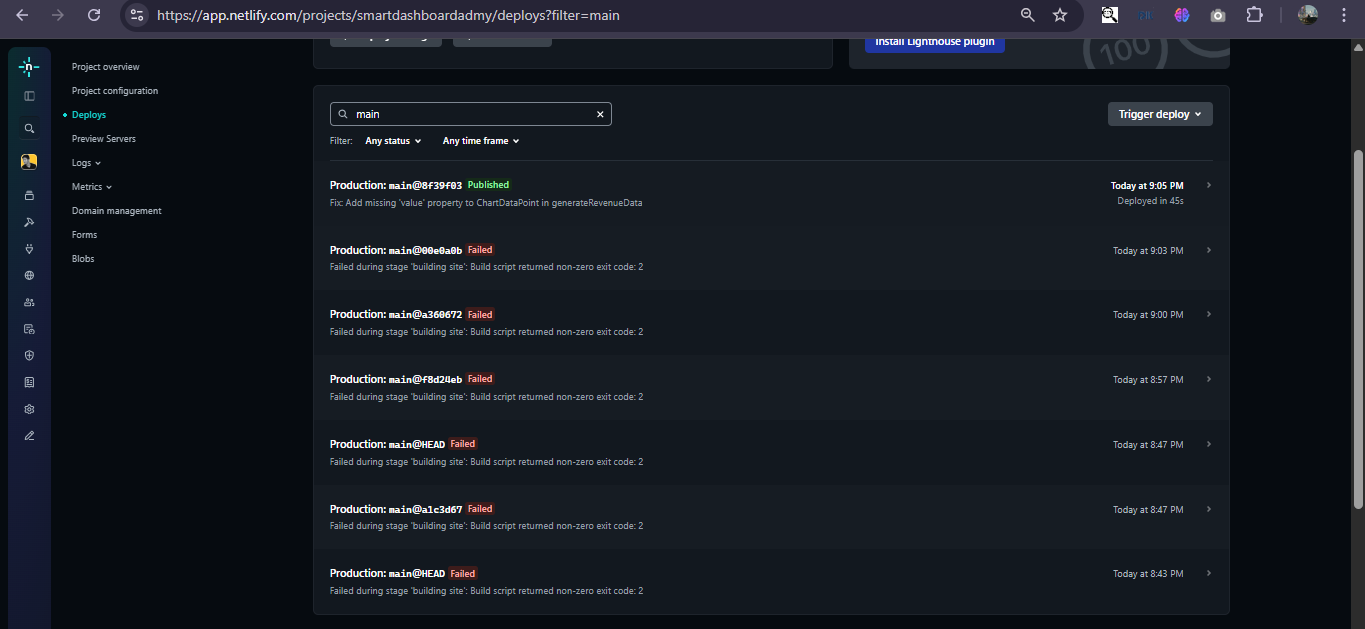 https://app.netlify.com/projects/smartdashboardadmy/deploys?filter=main
Install Lighthouse plugin
100
Project overview
Project configuration
Deploys
Preview Servers
Logs
Metrics
Domain management
Forms
Blobs
main
Trigger deploy
Filter: Any status Any time frame
Production: main@8f39f03 Published Today at 9:05 PM
Fix: Add missing 'value' property to ChartDataPoint in generateRevenueData Deployed in 45s
Production: main@00e0a0b Failed Today at 9:03 PM
Failed during stage 'building site': Build script returned non-zero exit code: 2
Production: main@a360672 Failed Today at 9:00 PM
Failed during stage 'building site': Build script returned non-zero exit code: 2
Production: main@f8d24eb Failed Today at 8:57 PM
Failed during stage 'building site': Build script returned non-zero exit code: 2
Production: main@HEAD Failed Today at 8:47 PM
Failed during stage 'building site': Build script returned non-zero exit code: 2
Production: main@a1c3d67 Failed Today at 8:47 PM
Failed during stage 'building site': Build script returned non-zero exit code: 2
Production: main@HEAD Failed Today at 8:43 PM
Failed during stage 'building site': Build script returned non-zero exit code: 2